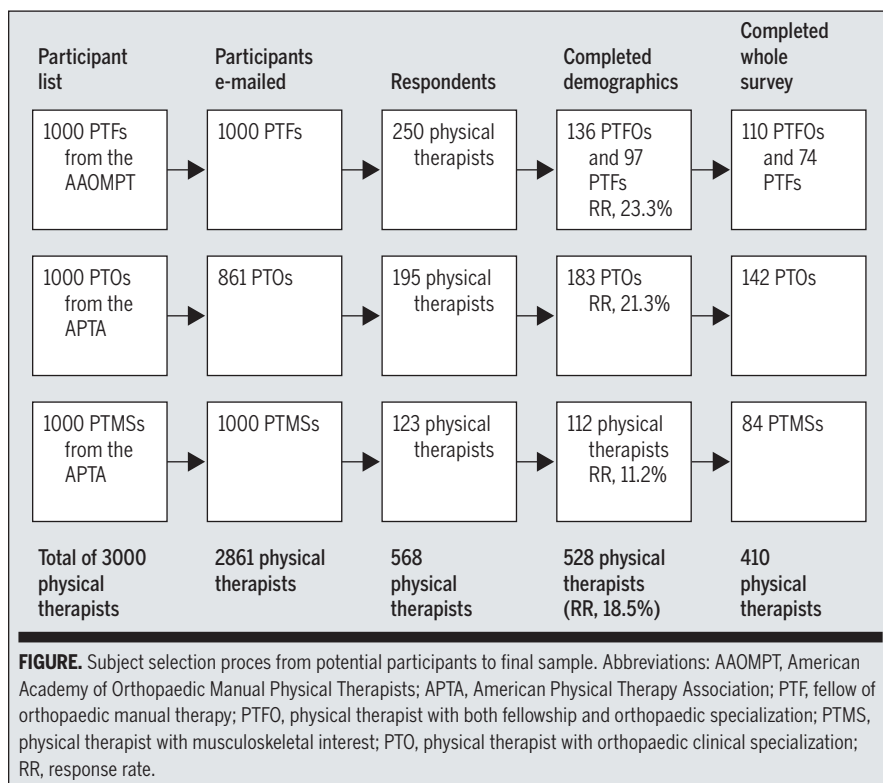 Participant
list
Participants
e-mailed
Respondents
Completed
demographics
Completed
whole
survey
1000 PTFs
from the
AAOMPT
1000 PTFs
250 physical
therapists
136 PTFOs
and 97
PTFs
RR, 23.3%
110 PTFOs
and 74
PTFs
1000 PTOs
from the
APTA
861 PTOs
195 physical
therapists
183 PTOs
RR, 21.3%
142 PTOs
1000 PTMSs
from the
APTA
1000 PTMSs
123 physical
therapists
112 physical
therapists
RR, 11.2%
84 PTMSs
Total of 3000
physical
therapists
2861 physical
therapists
568
physical
therapists
528 physical
therapists
(RR, 18.5%)
410
physical
therapists
FIGURE. Subject selection proces from potential participants to final sample. Abbreviations: AAOMPT, American
Academy of Orthopaedic Manual Physical Therapists; APTA, American Physical Therapy Association; PTF, fellow of
orthopaedic manual therapy; PTFO, physical therapist with both fellowship and orthopaedic specialization; PTMS,
physical therapist with musculoskeletal interest; PTO, physical therapist with orthopaedic clinical specialization;
RR, response rate.